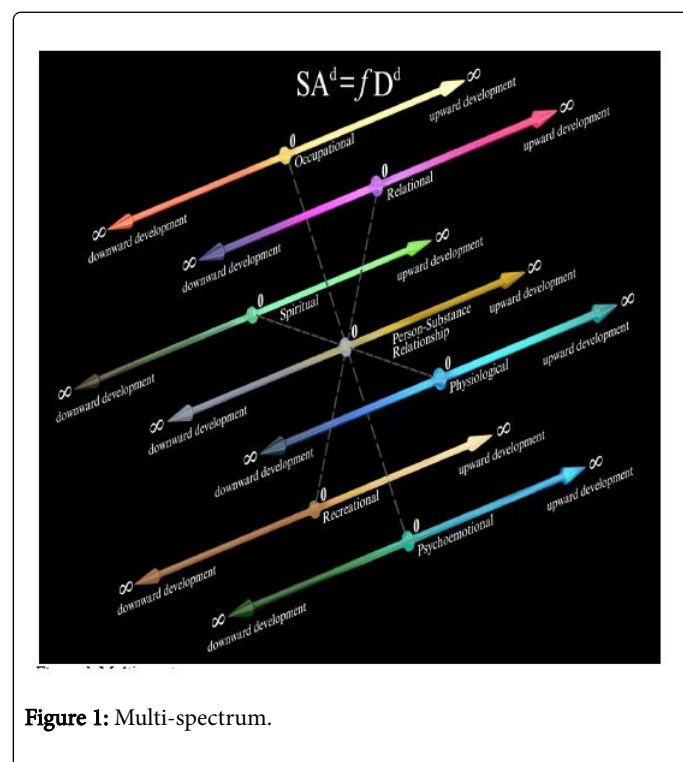 SAᵈ=fDᵈ
∞
upward development
0
Occupational
∞
downward development
∞
upward development
0
Relational
∞
downward development
∞
upward development
0
Spiritual
∞
downward development
∞
upward development
0
Person-Substance
Relationship
∞
downward development
∞
upward development
0
Physiological
∞
downward development
∞
upward development
0
Recreational
∞
downward development
∞
upward development
0
Psychoemotional
∞
downward development
Figure 1: Multi-spectrum.